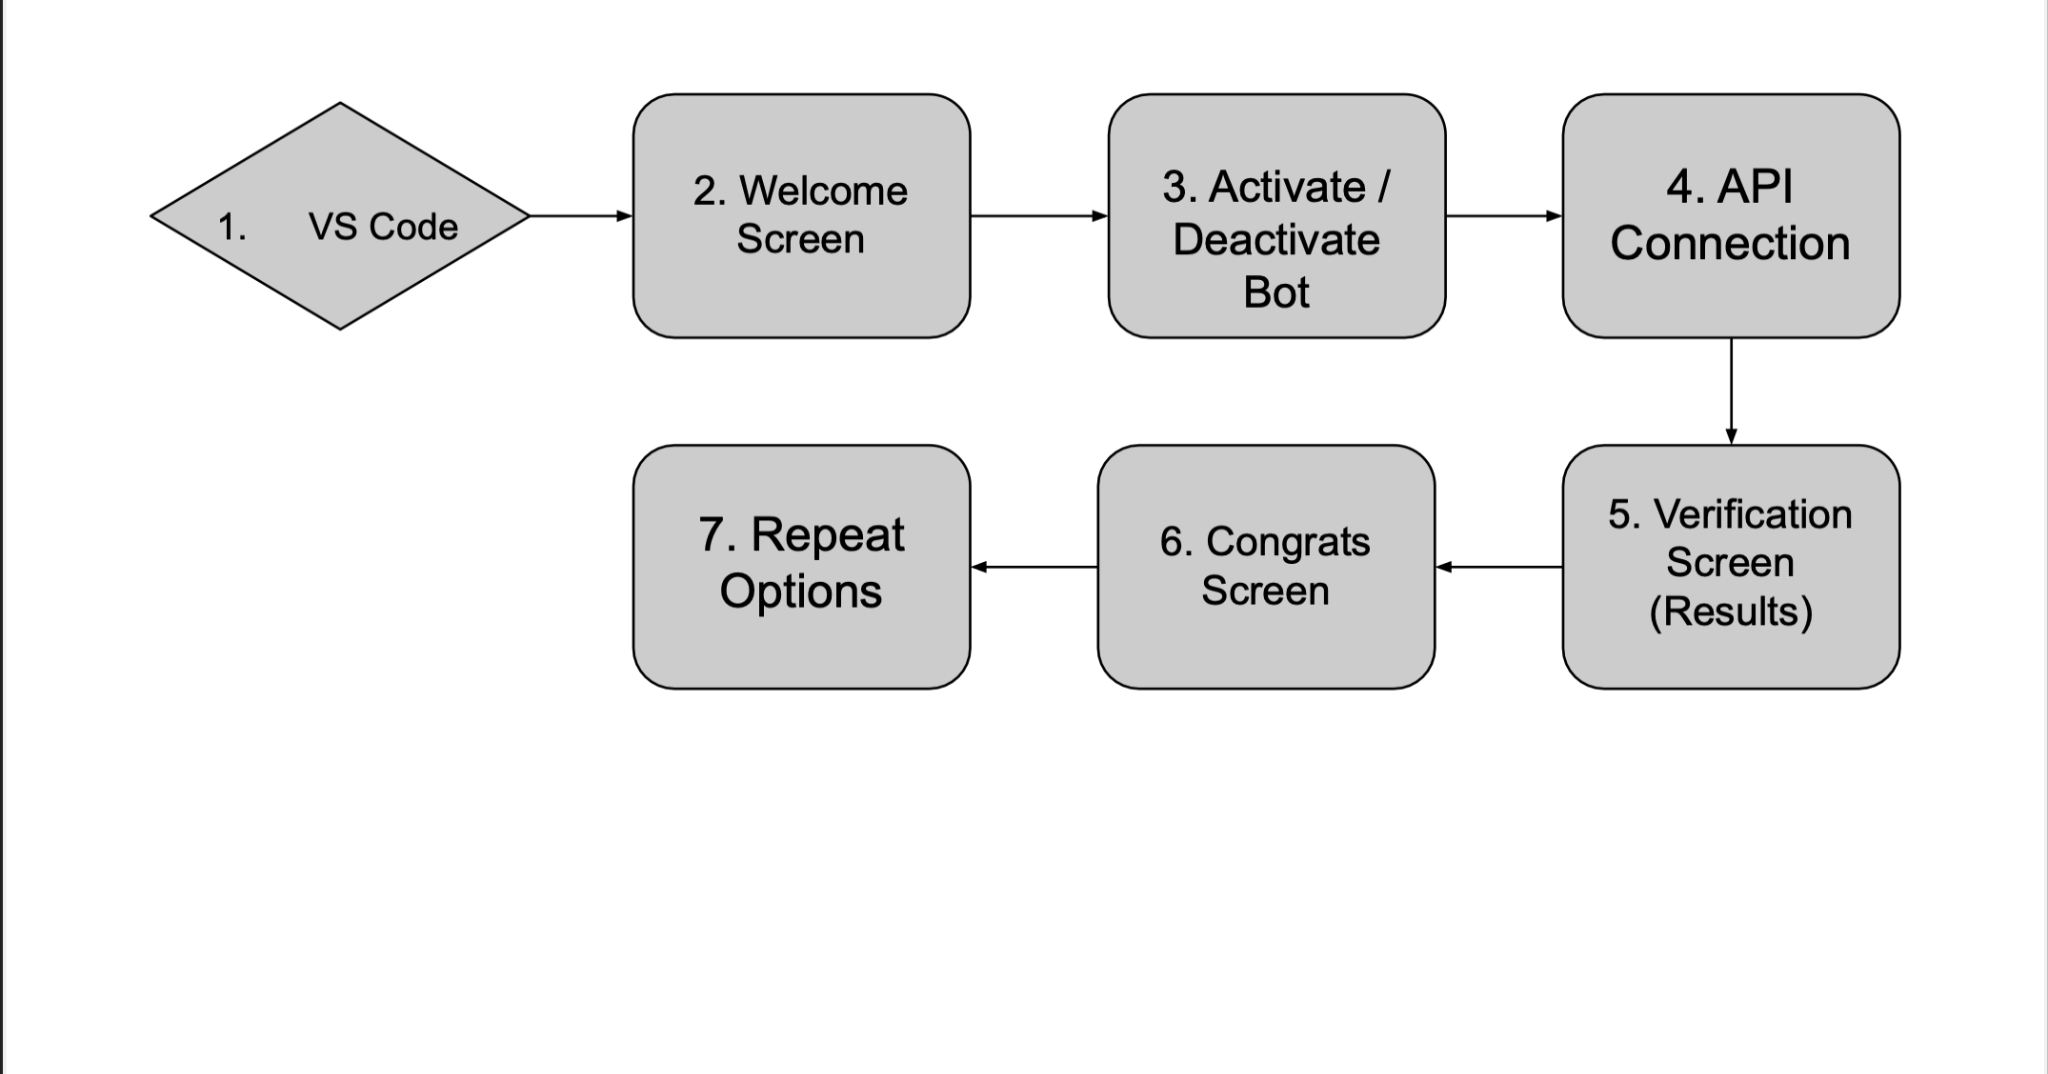 1. VS Code
2. Welcome
Screen
3. Activate /
Deactivate
Bot
4. API
Connection
5. Verification
Screen
(Results)
6. Congrats
Screen
7. Repeat
Options